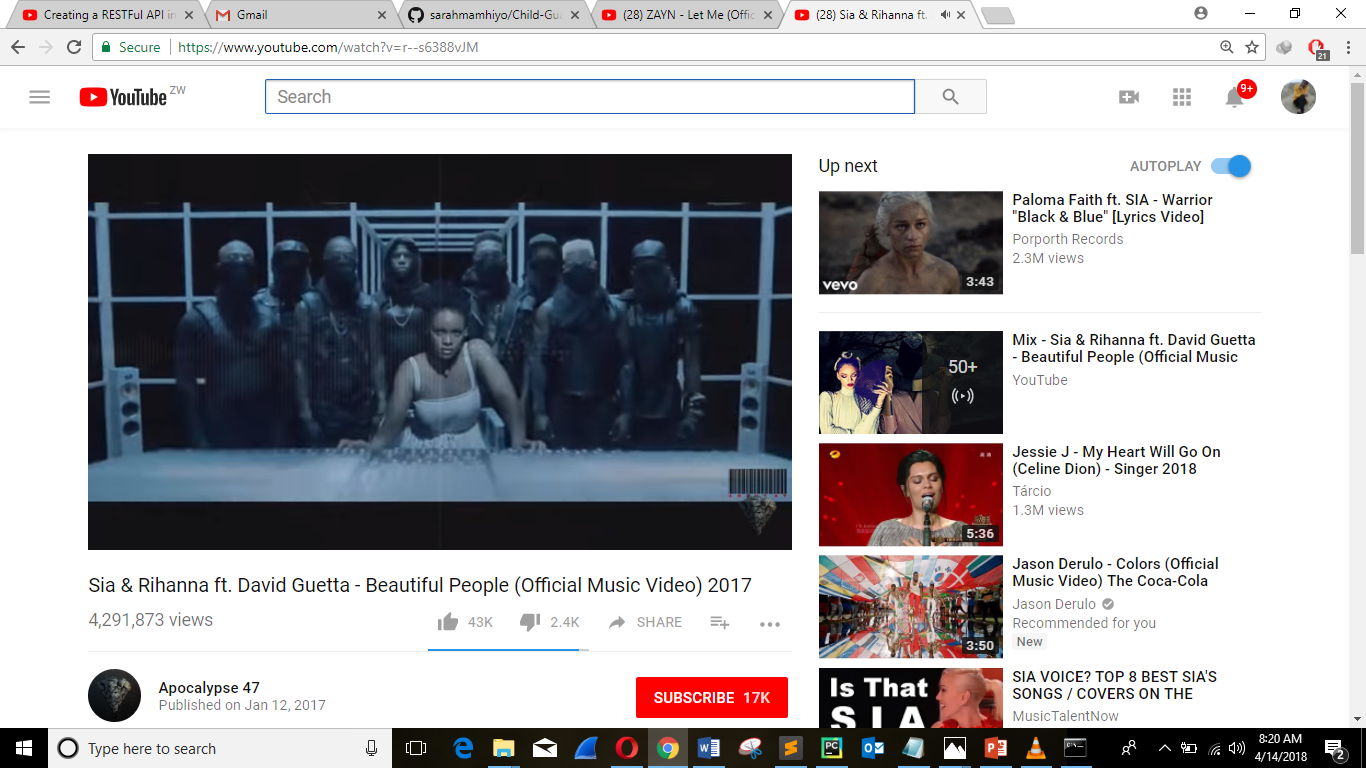 Creating a RESTFul API in
Gmail
sarahmamhiyo/Child-Gua
(28) ZAYN - Let Me (Offic
(28) Sia & Rihanna ft.
Secure
https://www.youtube.com/watch?v=r--s6388vJM
21
YouTube ZW
Search
9+
Up next
AUTOPLAY
vevo
3:43
Paloma Faith ft. SIA - Warrior
"Black & Blue" [Lyrics Video]
Porporth Records
2.3M views
50+
Mix - Sia & Rihanna ft. David Guetta
- Beautiful People (Official Music
YouTube
5:36
Jessie J - My Heart Will Go On
(Celine Dion) - Singer 2018
Tárcio
1.3M views
3:50
Jason Derulo - Colors (Official
Music Video) The Coca-Cola
Jason Derulo
Recommended for you
New
Is That
SIA
SIA VOICE? TOP 8 BEST SIA'S
SONGS / COVERS ON THE
MusicTalentNow
Sia & Rihanna ft. David Guetta - Beautiful People (Official Music Video) 2017
4,291,873 views
43K
2.4K
SHARE
Apocalypse 47
Published on Jan 12, 2017
SUBSCRIBE 17K
Type here to search
8:20 AM
4/14/2018
2